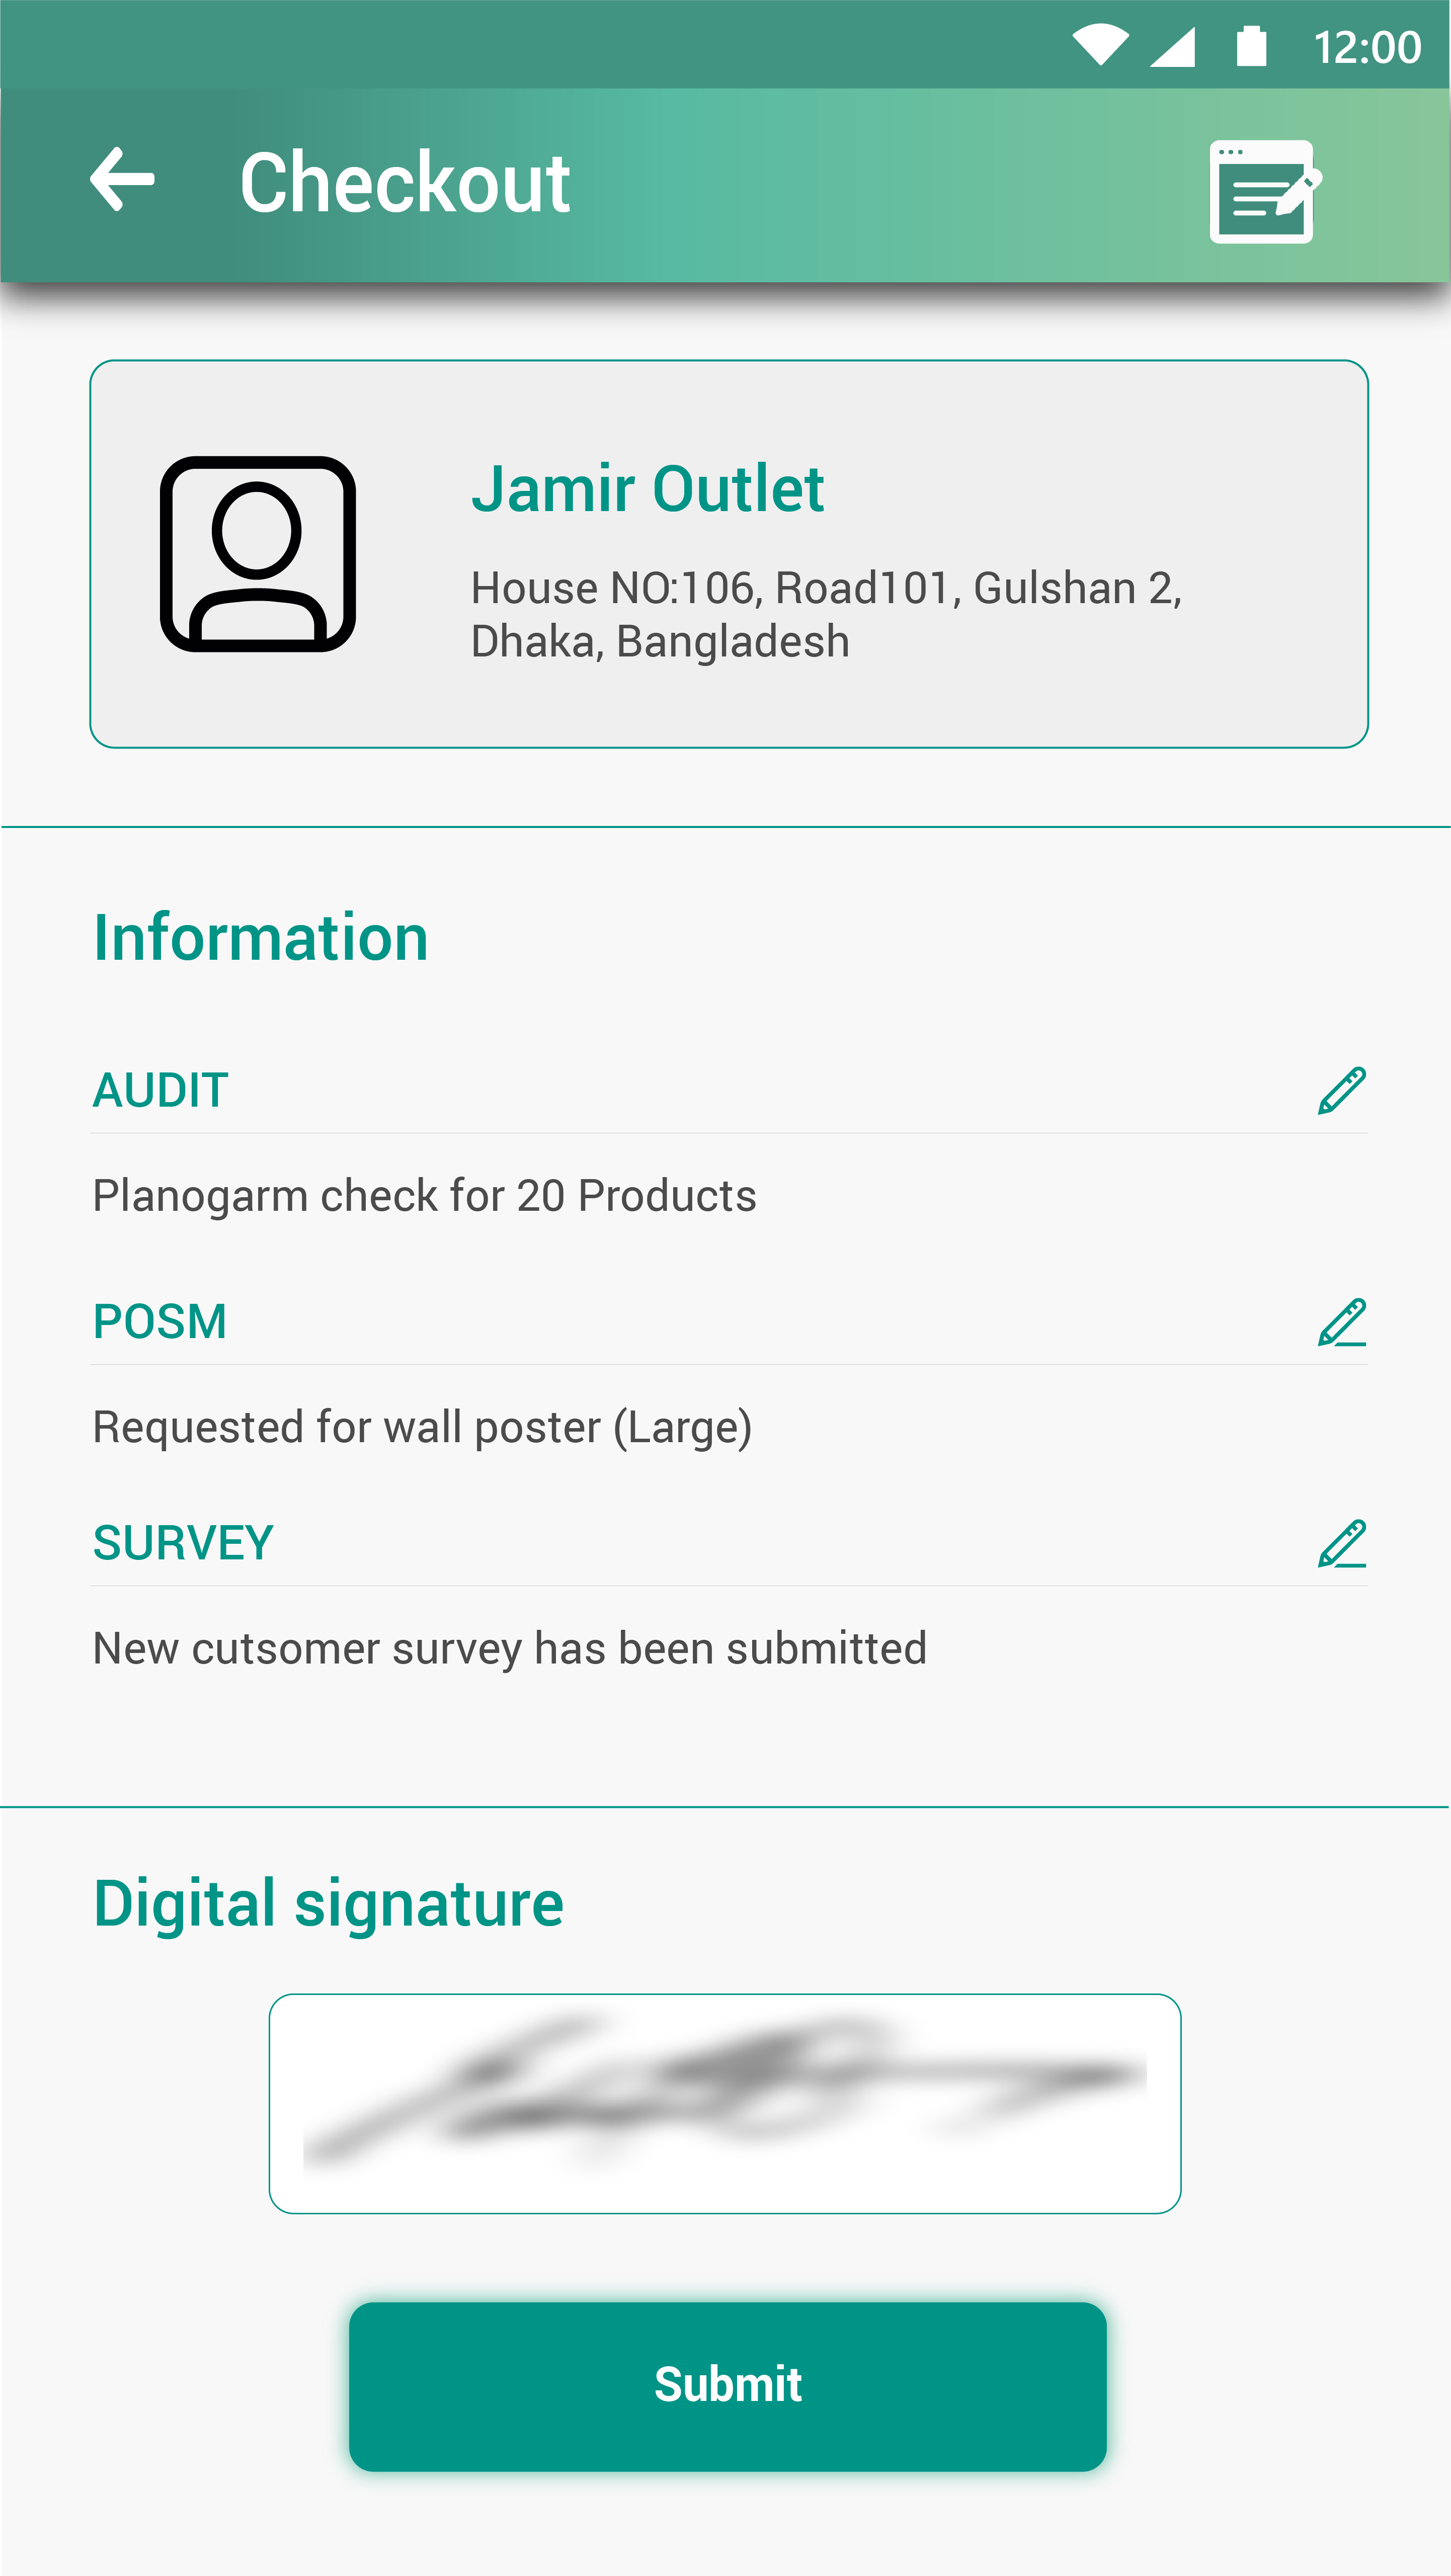 12:00
Checkout
Jamir Outlet
House NO:106, Road101, Gulshan 2,
Dhaka, Bangladesh
Information
AUDIT
Planogarm check for 20 Products
POSM
Requested for wall poster (Large)
SURVEY
New cutsomer survey has been submitted
Digital signature
Submit